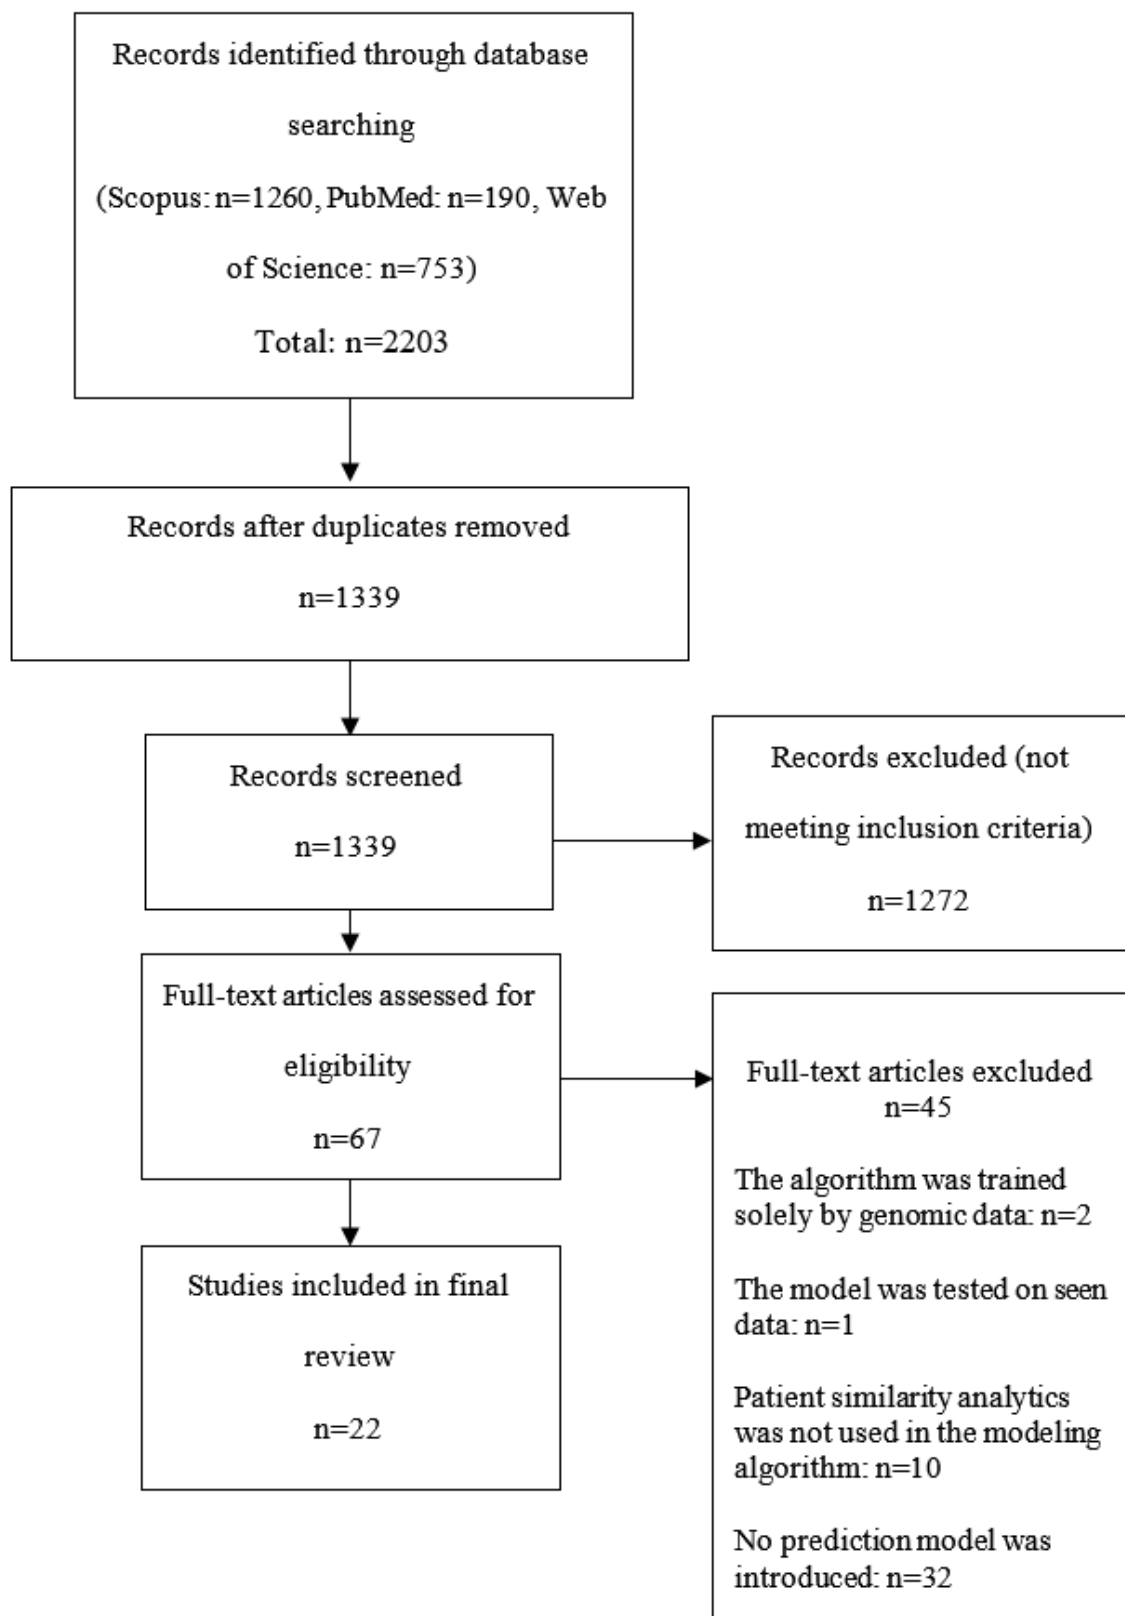 Records identified through database
searching
(Scopus: n=1260, PubMed: n=190, Web
of Science: n=753)
Total: n=2203
Records after duplicates removed
n=1339
Records screened
n=1339
Records excluded (not
meeting inclusion criteria)
n=1272
Full-text articles assessed for
eligibility
n=67
Full-text articles excluded
n=45
The algorithm was trained
solely by genomic data: n=2
The model was tested on seen
data: n=1
Patient similarity analytics
was not used in the modeling
algorithm: n=10
No prediction model was
introduced: n=32
Studies included in final
review
n=22